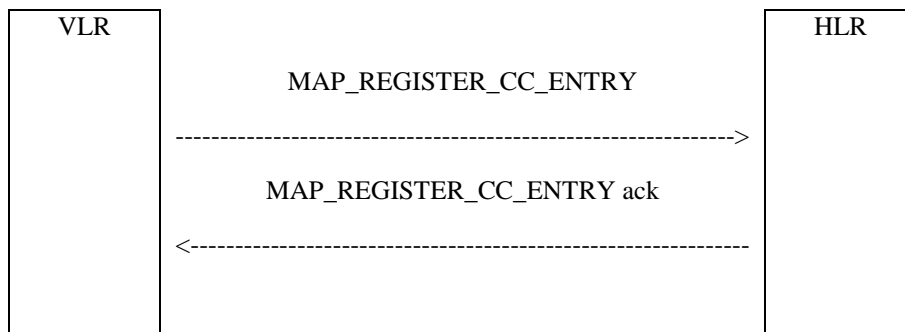 VLR
HLR
MAP_REGISTER_CC_ENTRY
--------------------------------------------------------------->
MAP_REGISTER_CC_ENTRY ack
<---------------------------------------------------------------